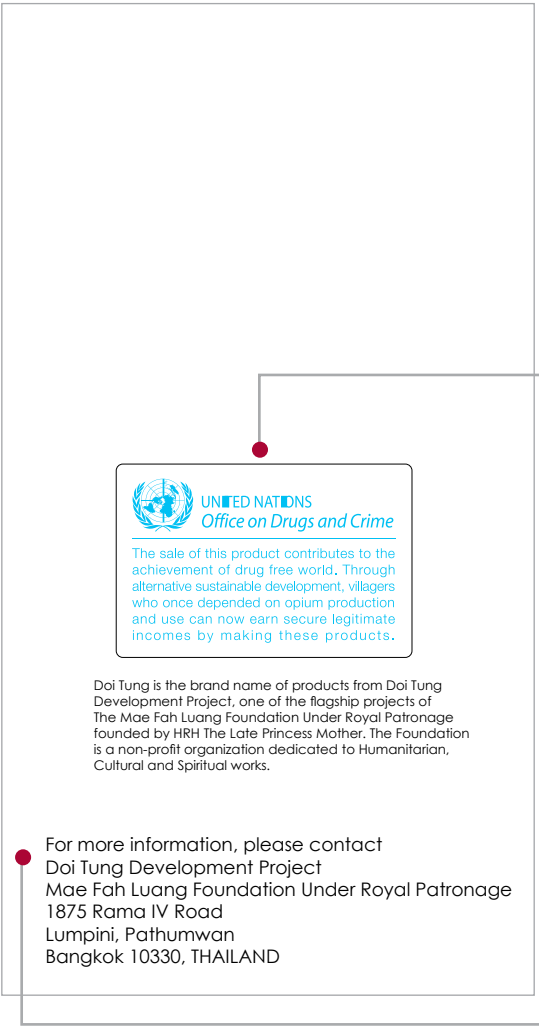 UNITED NATIONS
Office on Drugs and Crime
The sale of this product contributes to the
achievement of drug free world. Through
alternative sustainable development, villagers
who once depended on opium production
and use can now earn secure legitimate
incomes by making these products.
Doi Tung is the brand name of products from Doi Tung
Development Project, one of the flagship projects of
The Mae Fah Luang Foundation Under Royal Patronage
founded by HRH The Late Princess Mother. The Foundation
is a non-profit organization dedicated to Humanitarian,
Cultural and Spiritual works.
For more information, please contact
Doi Tung Development Project
Mae Fah Luang Foundation Under Royal Patronage
1875 Rama IV Road
Lumpini, Pathumwan
Bangkok 10330, THAILAND